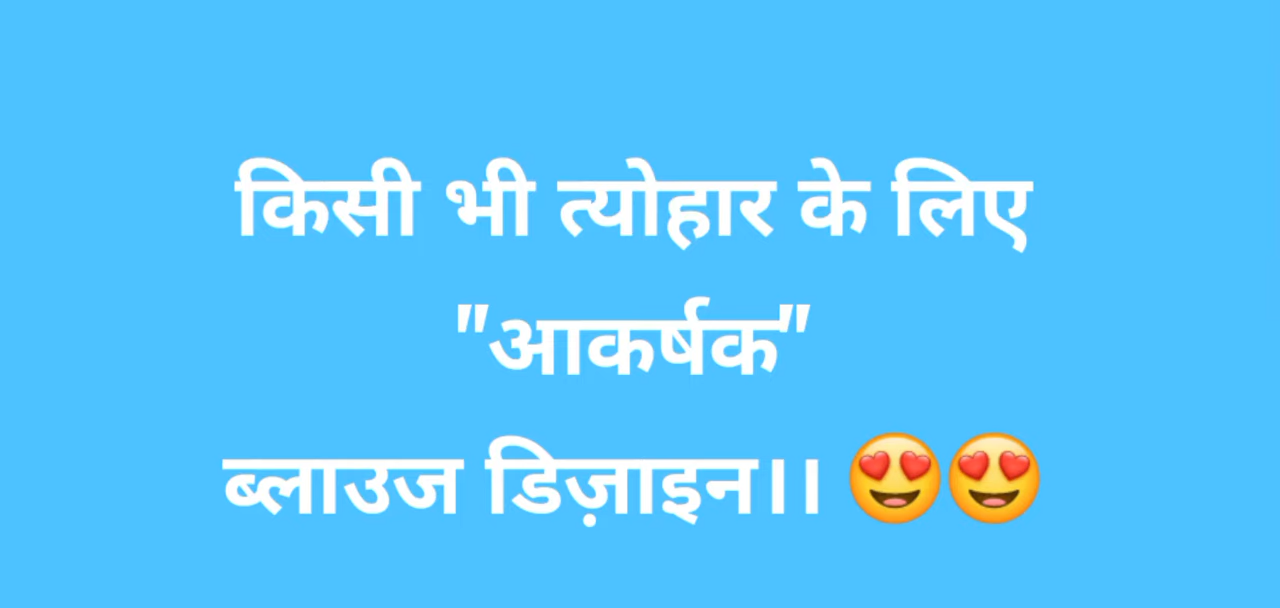 किसी भी त्योहार के लिए
"आकर्षक"
ब्लाउज डिज़ाइन।। 😍😍